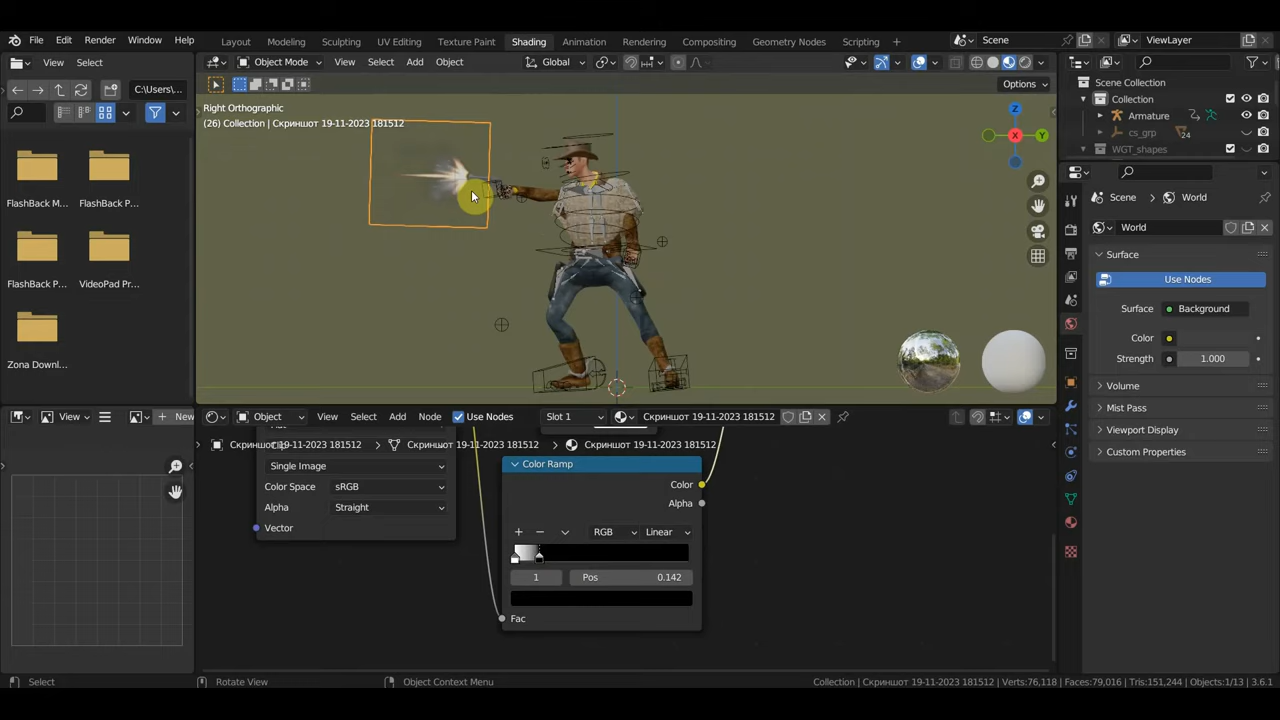 File Edit Render Window Help
Layout Modeling Sculpting UV Editing Texture Paint Shading Animation Rendering Compositing Geometry Nodes Scripting
Scene
ViewLayer
View Select
Object Mode View Select Add Object
Global
C:\Users\...
Options
Right Orthographic
(26) Collection | Скриншот 19-11-2023 181512
FlashBack M...
FlashBack P...
FlashBack P...
VideoPad Pr...
Zona Downl...
X
Y
Z
Scene Collection
Collection
Armature
cs_grp
24
WGT_shapes
Scene
World
World
Surface
Use Nodes
Surface
Background
Color
Strength
1.000
Volume
Mist Pass
Viewport Display
Custom Properties
View
New
Object View Select Add Node Use Nodes Slot 1 Скриншот 19-11-2023 181512
Скриншот 19-11-2023 181512 Скриншот 19-11-2023 181512 Скриншот 19-11-2023 181512
Single Image
Color Space sRGB
Alpha Straight
Vector
Color Ramp
Color
Alpha
RGB Linear
1 Pos 0.142
Fac
Select Rotate View Object Context Menu
Collection | Скриншот 19-11-2023 181512 | Verts:76,118 | Faces:79,016 | Tris:151,244 | Objects:1/13 | 3.6.1